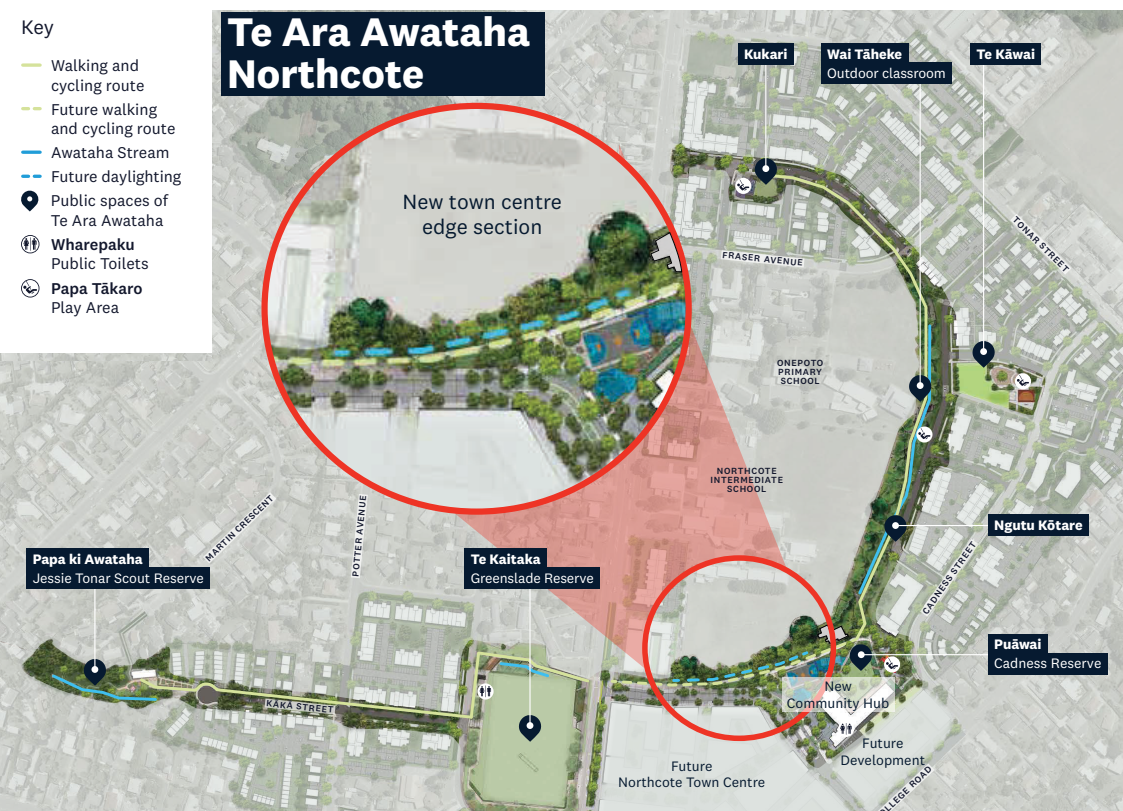 Key
Walking and
cycling route
Future walking
and cycling route
Awataha Stream
Future daylighting
Public spaces of
Te Ara Awataha
Wharepaku
Public Toilets
Papa Tākaro
Play Area
Te Ara Awataha
Northcote
New town centre
edge section
Kukari
Wai Tāheke
Outdoor classroom
Te Kāwai
TONAR STREET
FRASER AVENUE
ONEPOTO
PRIMARY
SCHOOL
NORTHCOTE
INTERMEDIATE
SCHOOL
Ngutu Kōtare
CADNESS STREET
MARTIN CRESCENT
POTTER AVENUE
Papa ki Awataha
Jessie Tonar Scout Reserve
Te Kaitaka
Greenslade Reserve
Puāwai
Cadness Reserve
KĀKĀ STREET
New
Community Hub
Future
Development
Future
Northcote Town Centre
OLLEGE ROAD